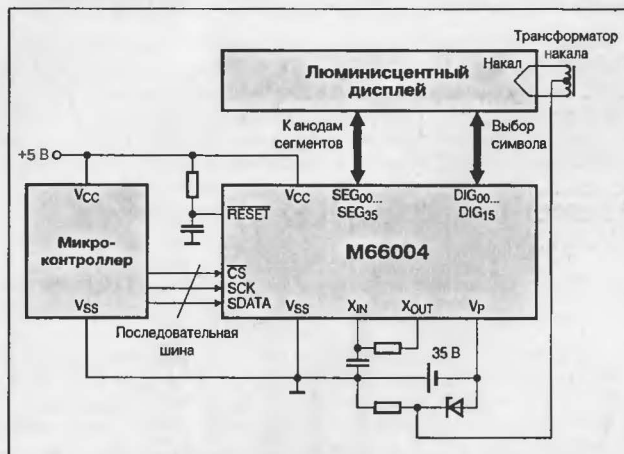 Трансформатор
накала
Накал
Люминисцентный
дисплей
К анодам
сегментов
Выбор
символа
+5 В
VCC
Микро-
контроллер
VSS
RESET
VCC
SEG00...
SEG35
DIG00...
DIG15
M66004
CS
SCK
SDATA
VSS
XIN
XOUT
VP
Последовательная
шина
35 В